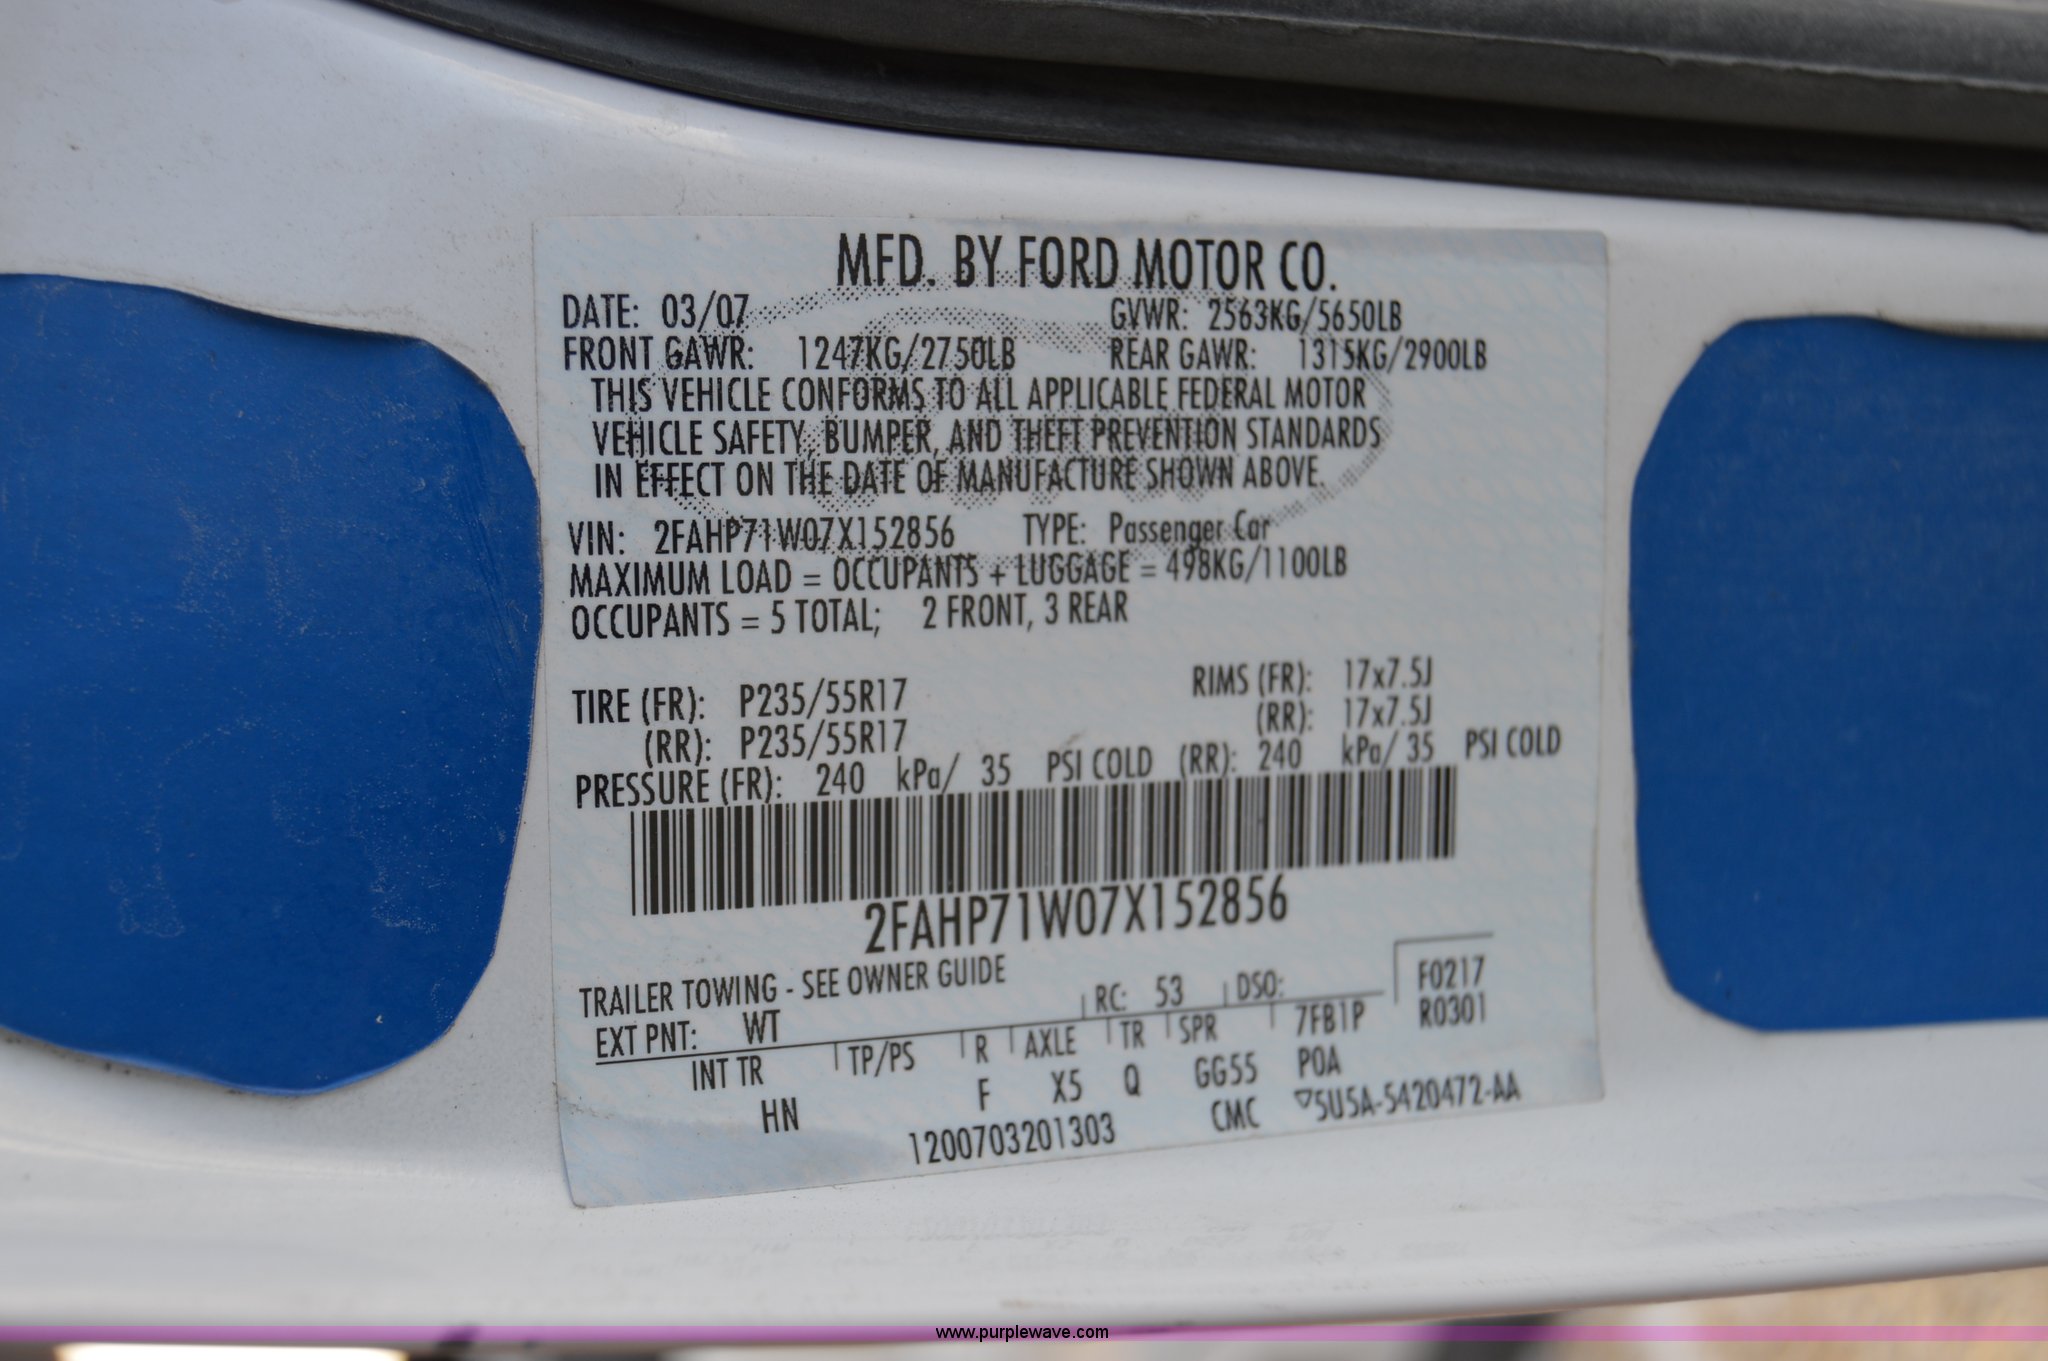 MFD. BY FORD MOTOR CO.
DATE: 03/07 GVWR: 2563KG/5650LB
FRONT GAWR: 1247KG/2750LB REAR GAWR: 1315KG/2900LB
THIS VEHICLE CONFORMS TO ALL APPLICABLE FEDERAL MOTOR
VEHICLE SAFETY, BUMPER, AND THEFT PREVENTION STANDARDS
IN EFFECT ON THE DATE OF MANUFACTURE SHOWN ABOVE.
VIN: 2FAHP71W07X152856 TYPE: Passenger Car
MAXIMUM LOAD = OCCUPANTS + LUGGAGE = 498KG/1100LB
OCCUPANTS = 5 TOTAL; 2 FRONT, 3 REAR
TIRE (FR): P235/55R17 RIMS (FR): 17x7.5J
(RR): P235/55R17 (RR): 17x7.5J
PRESSURE (FR): 240 kPa/ 35 PSI COLD (RR): 240 kPa/ 35 PSI COLD
2FAHP71W07X152856
TRAILER TOWING - SEE OWNER GUIDE
EXT PNT: WT RC: 53 DSO: F0217
INT TR TP/PS R AXLE TR SPR 7FB1P R0301
HN F X5 Q GG55 POA
1200703201303 CMC ▽5U5A-5420472-AA
www.purplewave.com